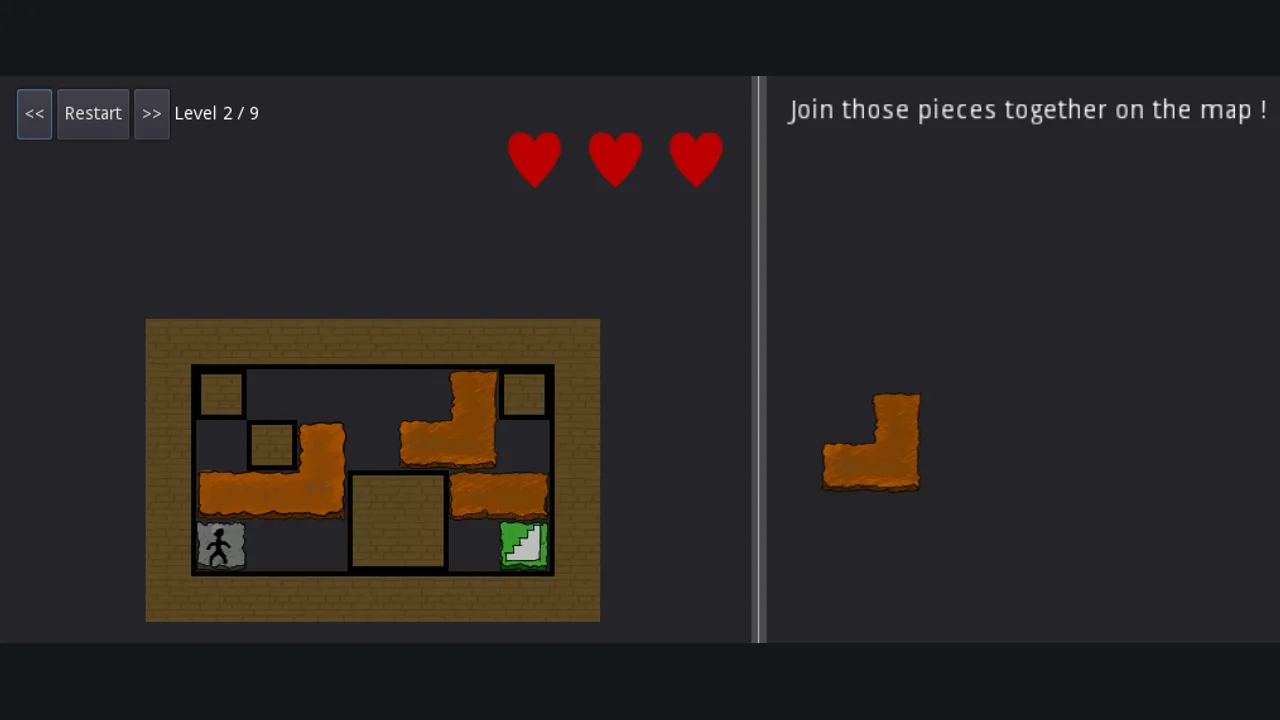 << Restart >> Level 2 / 9
Join those pieces together on the map !